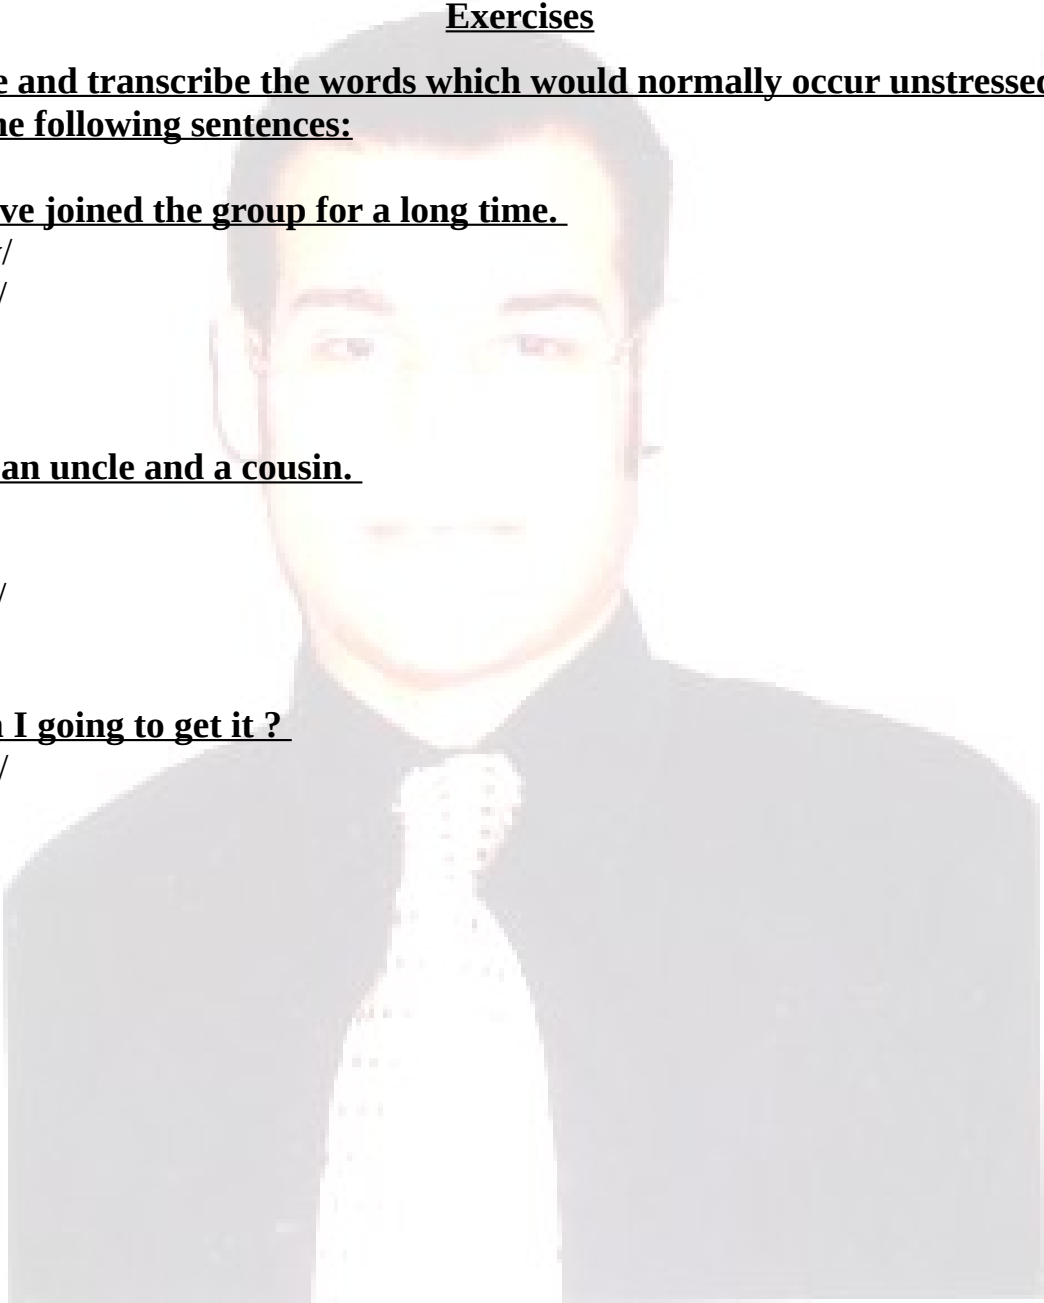 Exercises
e and transcribe the words which would normally occur unstressed
he following sentences:
ve joined the group for a long time.
/
/
an uncle and a cousin.
/
I going to get it ?
/